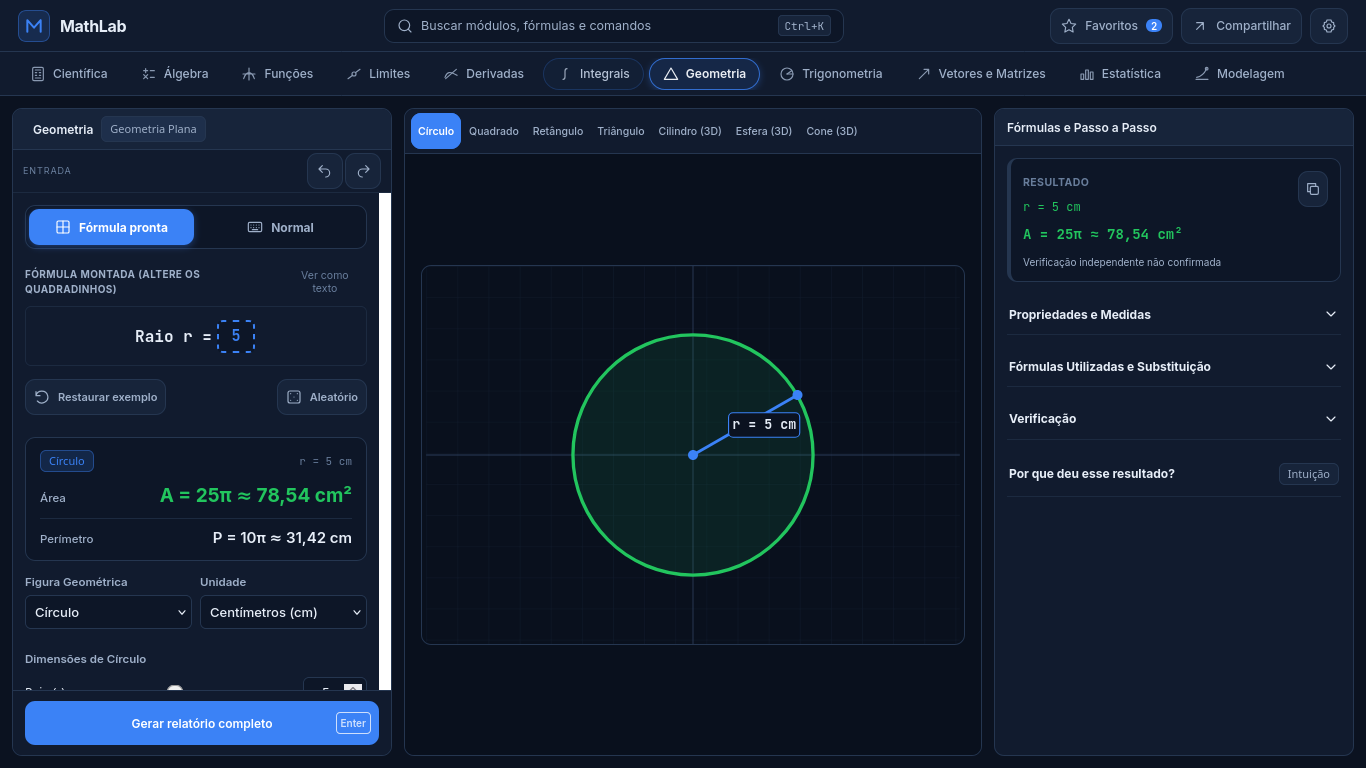 MathLab
Buscar módulos, fórmulas e comandos
Ctrl+K
Favoritos 2
Compartilhar
Científica
Álgebra
Funções
Limites
Derivadas
∫ Integrais
Geometria
Trigonometria
Vetores e Matrizes
Estatística
Modelagem
Geometria
Geometria Plana
ENTRADA
Fórmula pronta
Normal
FÓRMULA MONTADA (ALTERE OS
QUADRADINHOS)
Ver como
texto
Raio r = 5
Restaurar exemplo
Aleatório
Círculo
r = 5 cm
Área
A = 25π ≈ 78,54 cm²
Perímetro
P = 10π ≈ 31,42 cm
Figura Geométrica
Unidade
Círculo
Centímetros (cm)
Dimensões de Círculo
Gerar relatório completo
Enter
Círculo
Quadrado
Retângulo
Triângulo
Cilindro (3D)
Esfera (3D)
Cone (3D)
r = 5 cm
Fórmulas e Passo a Passo
RESULTADO
r = 5 cm
A = 25π ≈ 78,54 cm²
Verificação independente não confirmada
Propriedades e Medidas
Fórmulas Utilizadas e Substituição
Verificação
Por que deu esse resultado?
Intuição